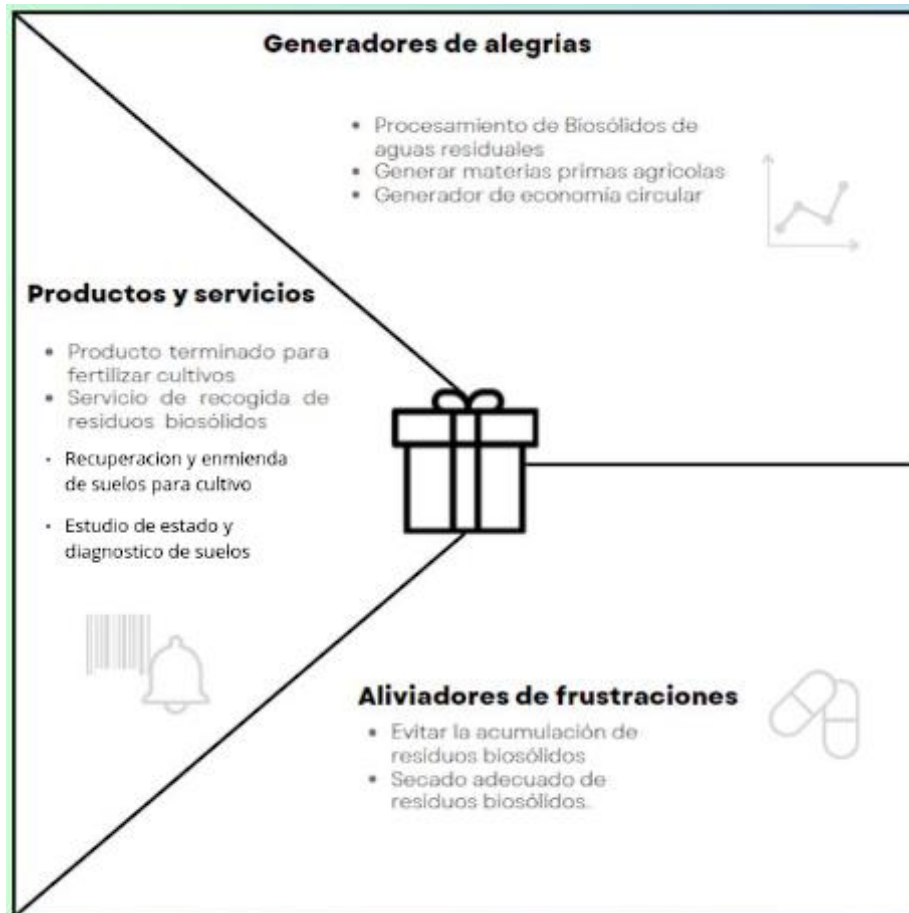 Generadores de alegrías
• Procesamiento de Biosólidos de
aguas residuales
• Generar materias primas agricolas
• Generador de economía circular
Productos y servicios
• Producto terminado para
fertilizar cultivos
• Servicio de recogida de
residuos biosólidos
• Recuperacion y enmienda
de suelos para cultivo
• Estudio de estado y
diagnostico de suelos
Aliviadores de frustraciones
• Evitar la acumulación de
residuos biosólidos
• Secado adecuado de
residuos biosólidos.